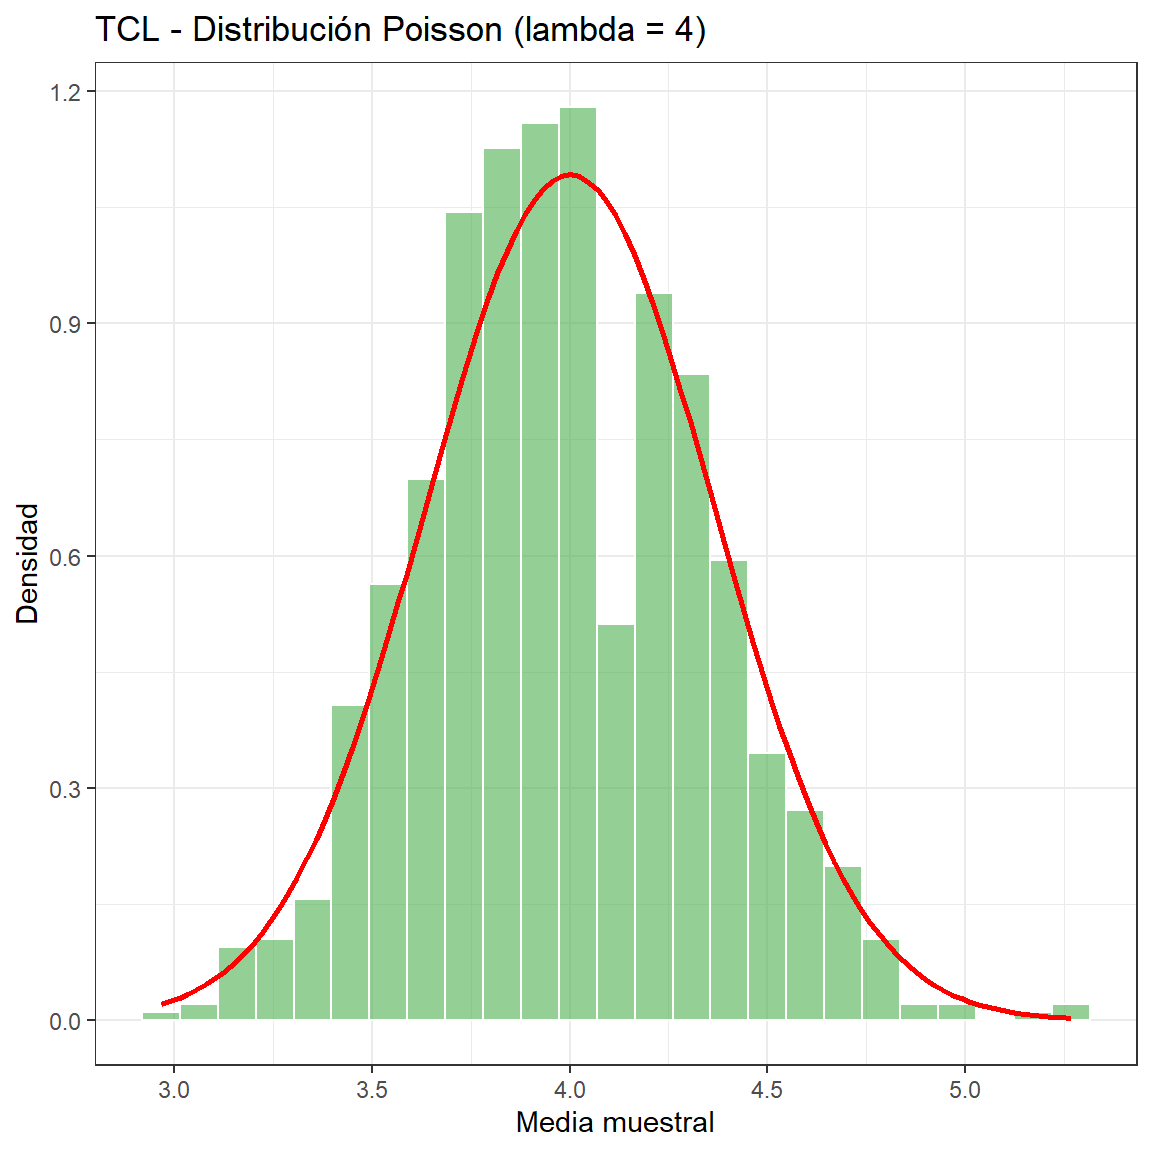 TCL - Distribución Poisson (lambda = 4)
1.2
0.9
0.6
0.3
0.0
Densidad
3.0 3.5 4.0 4.5 5.0
Media muestral